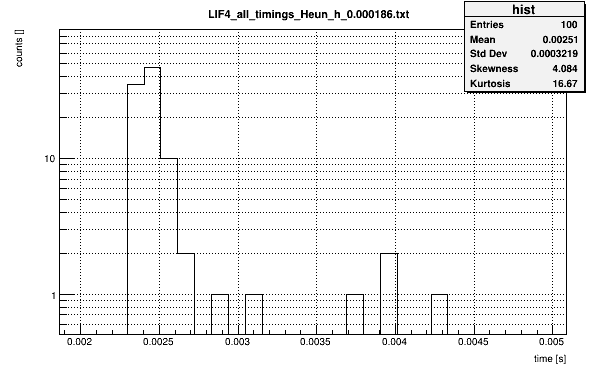 LIF4_all_timings_Heun_h_0.000186.txt
hist
Entries 100
Mean 0.00251
Std Dev 0.0003219
Skewness 4.084
Kurtosis 16.67
counts []
10
1
0.002 0.0025 0.003 0.0035 0.004 0.0045 0.005
time [s]